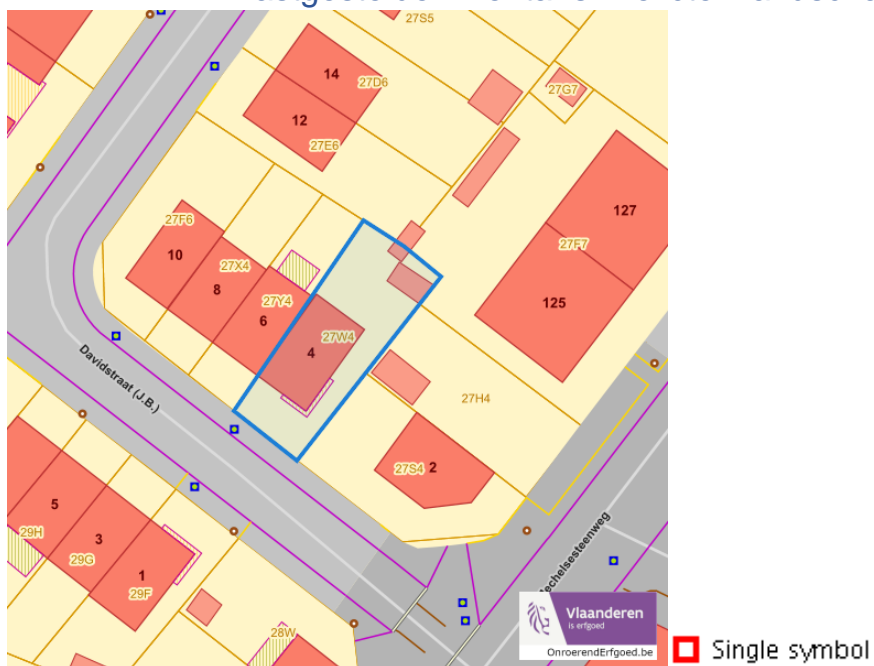 27S5
14
27D6
12
27E6
27G7
127
27F6
10
27X4
8
27Y4
6
27F7
125
27W4
4
Davidstraat (J.B.)
27H4
27S4
2
5
3
1
29H
29G
29F
28W
echelsesteenweg
Vlaanderen
is erfgoed
OnroerendErfgoed.be
Single symbol